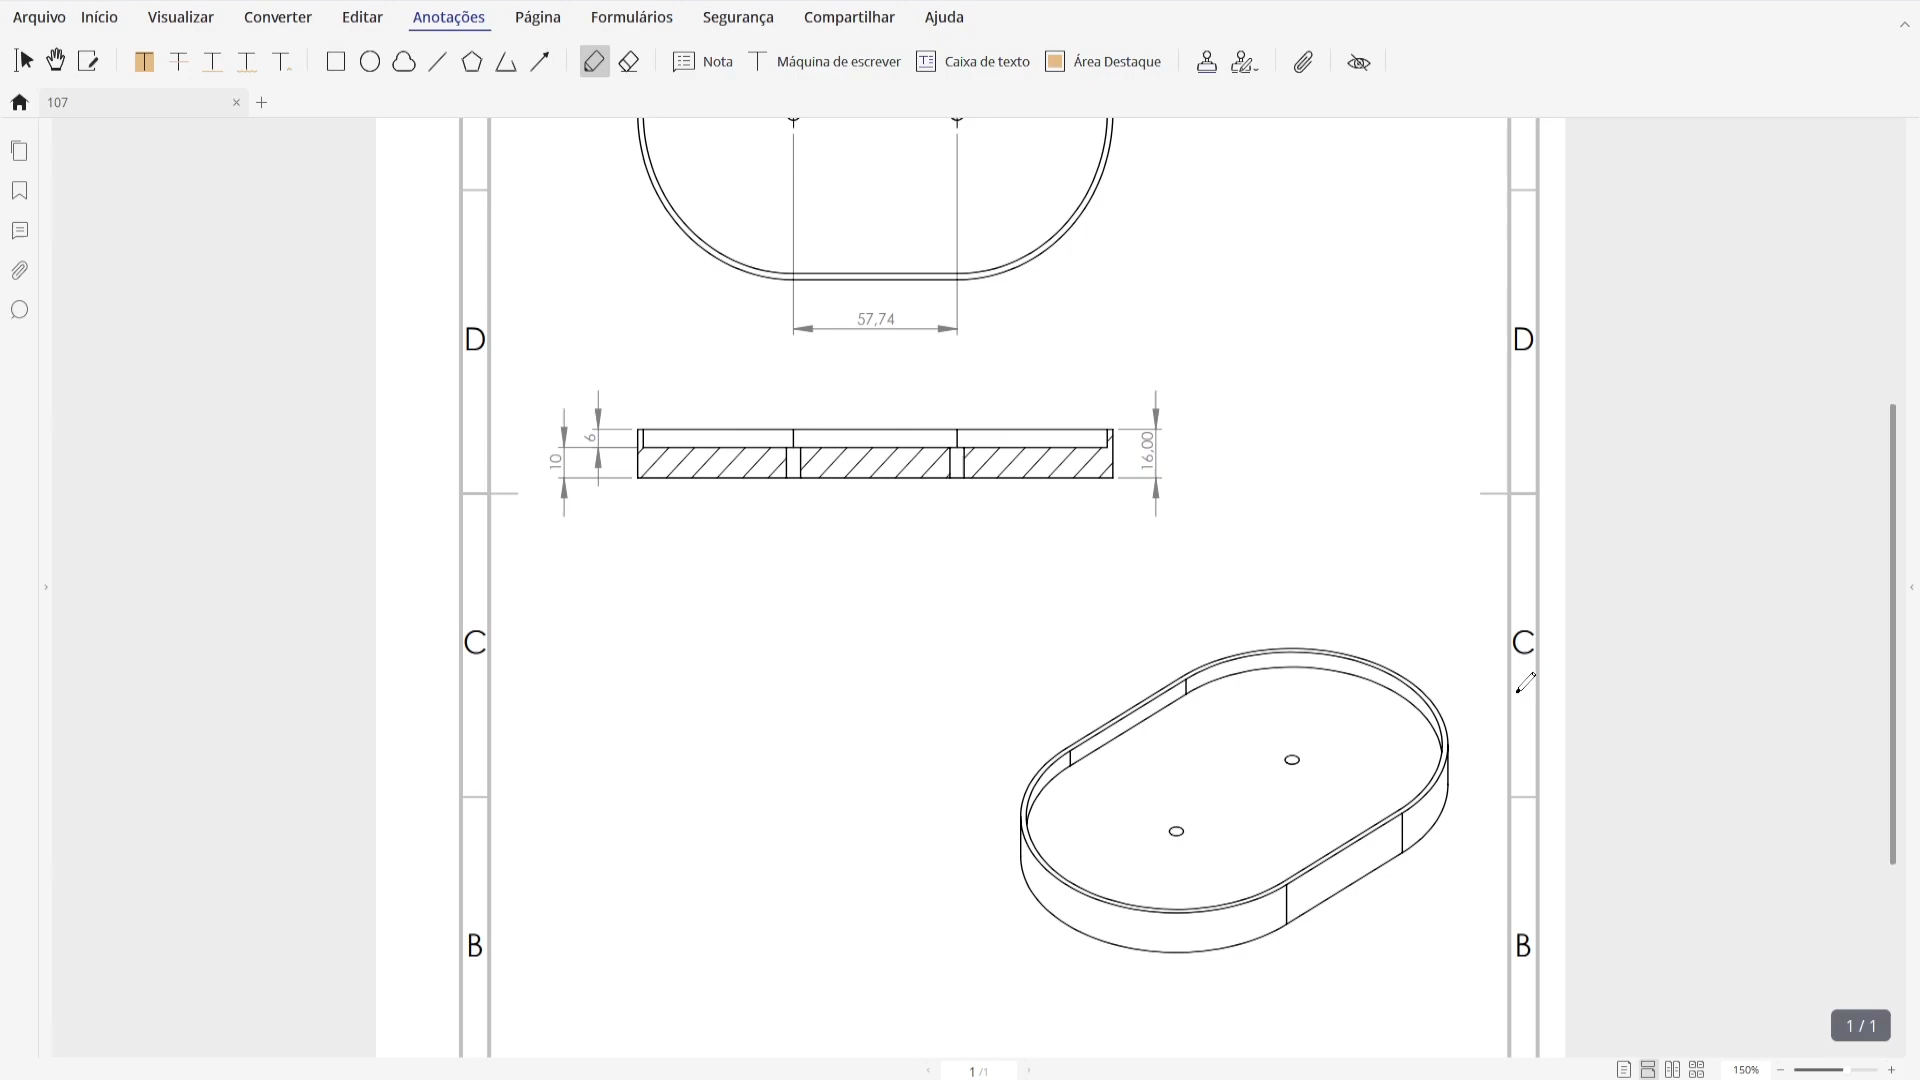 Arquivo Início Visualizar Converter Editar Anotações Página Formulários Segurança Compartilhar Ajuda
Nota Máquina de escrever Caixa de texto Área Destaque
107
57,74
D D
6
10
16,00
C C
B B
1 / 1
1 /1
150%